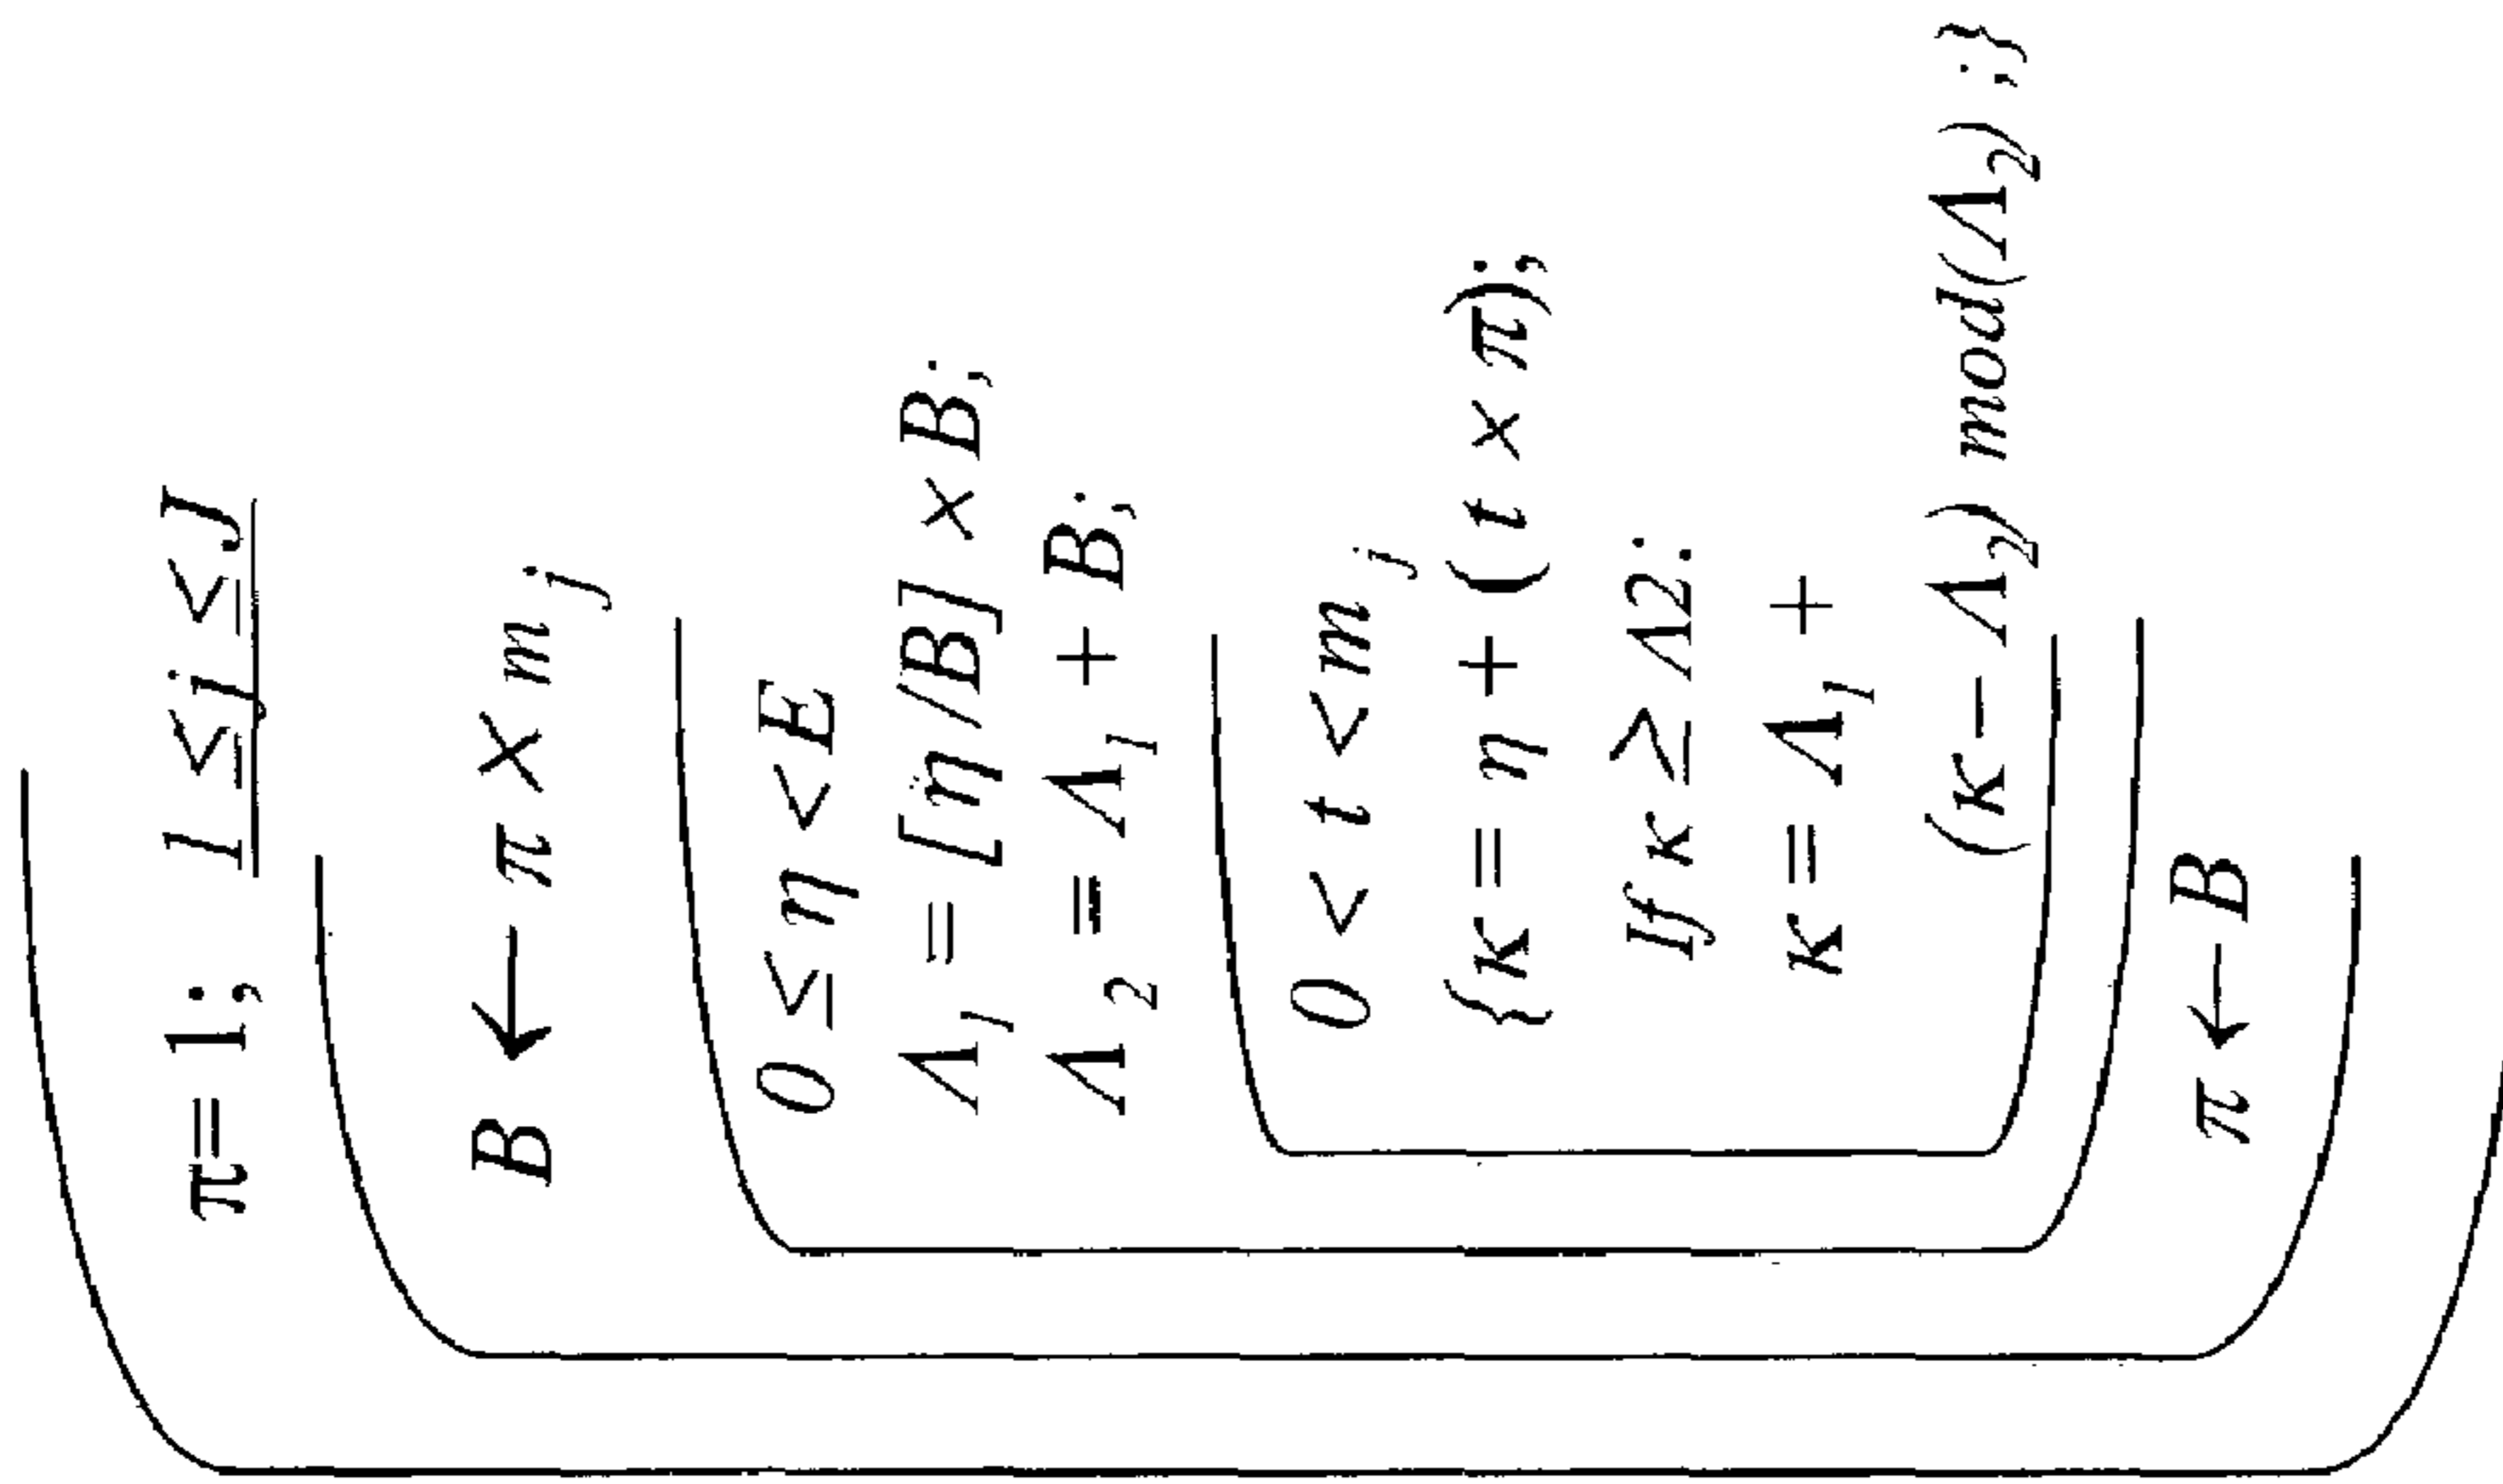 π=1; 1 ≤ j ≤ J
B ← π × m_j
0 ≤ η < E
Λ_1 = ⌊η/B⌋ × B;
Λ_2 = Λ_1 + B;
0 < t < m_j
{κ = η + (t × π);
If κ ≥ Λ2:
κ = Λ_1 +
(κ − Λ_2) mod(Λ_2) ;}
π ← B